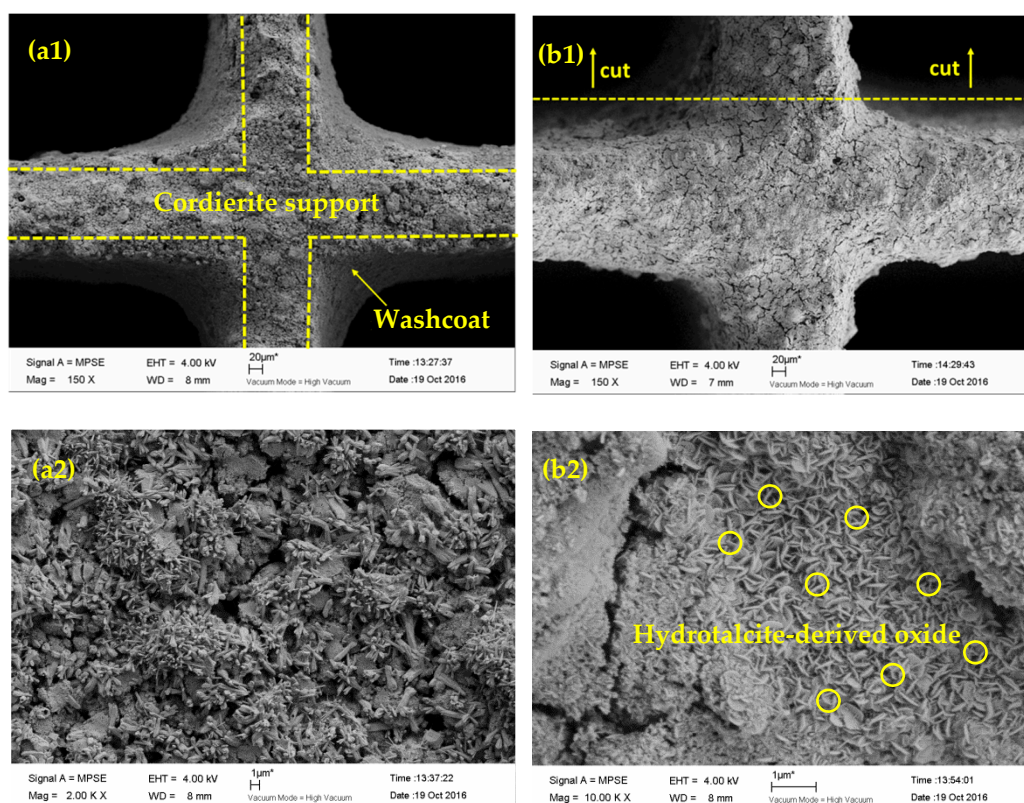 (a1)
Cordierite support
Washcoat
Signal A = MPSE EHT = 4.00 kV 20µm* Time :13:27:37
Mag = 150 X WD = 8 mm Vacuum Mode = High Vacuum Date :19 Oct 2016
(b1)
cut cut
Signal A = MPSE EHT = 4.00 kV 20µm* Time :14:29:43
Mag = 150 X WD = 7 mm Vacuum Mode = High Vacuum Date :19 Oct 2016
(a2)
Signal A = MPSE EHT = 4.00 kV 1µm* Time :13:37:22
Mag = 2.00 K X WD = 8 mm Vacuum Mode = High Vacuum Date :19 Oct 2016
(b2)
Hydrotalcite-derived oxide
Signal A = MPSE EHT = 4.00 kV 1µm* Time :13:54:01
Mag = 10.00 K X WD = 8 mm Vacuum Mode = High Vacuum Date :19 Oct 2016